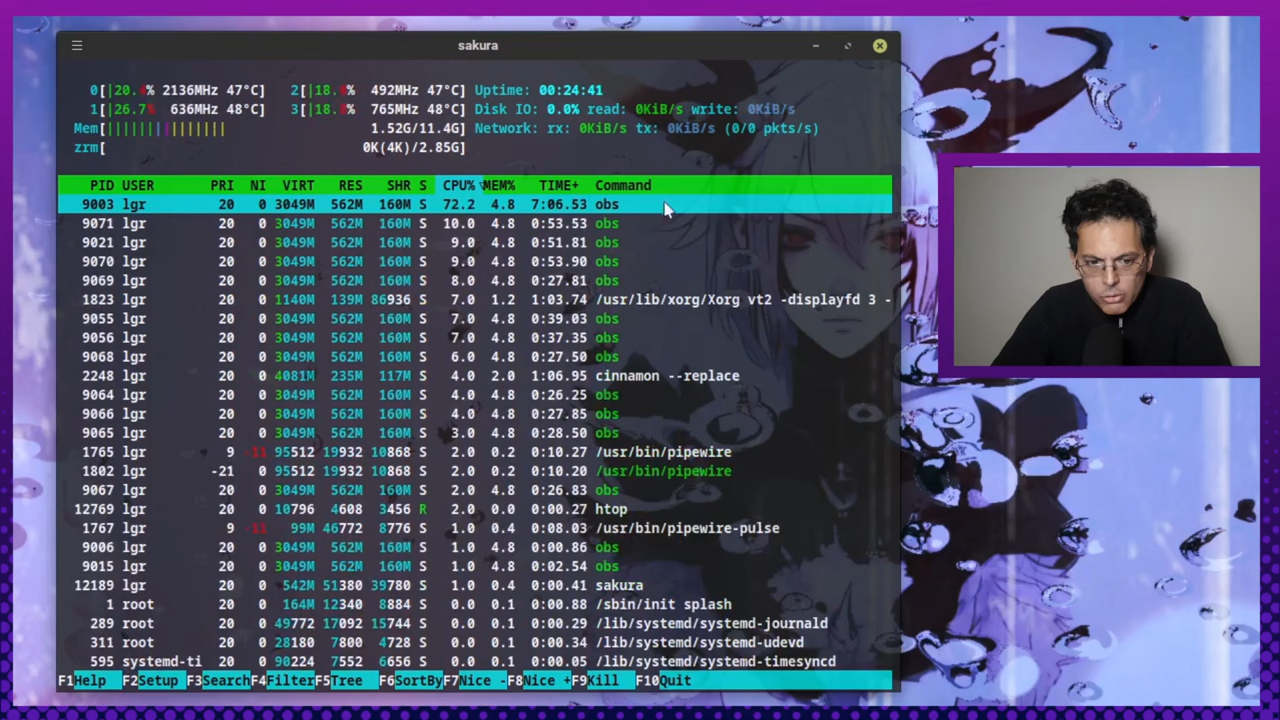 sakura
0[|20. % 2136MHz 47°C] 2[|18. % 492MHz 47°C] Uptime: 00:24:41
1[|26.7 636MHz 48°C] 3[|18. % 765MHz 48°C] Disk IO: 0.0% read: 0KiB/s write: 0KiB/s
Mem[||||||||||||||| 1.52G/11.4G] Network: rx: 0KiB/s tx: 0KiB/s (0/0 pkts/s)
zrm[ 0K(4K)/2.85G]
PID USER PRI NI VIRT RES SHR S CPU%▽MEM% TIME+ Command
9003 lgr 20 0 3049M 562M 160M S 72.2 4.8 7:06.53 obs
9071 lgr 20 0 3049M 562M 160M S 10.0 4.8 0:53.53 obs
9021 lgr 20 0 3049M 562M 160M S 9.0 4.8 0:51.81 obs
9070 lgr 20 0 3049M 562M 160M S 9.0 4.8 0:53.90 obs
9069 lgr 20 0 3049M 562M 160M S 8.0 4.8 0:27.81 obs
1823 lgr 20 0 1140M 139M 86936 S 7.0 1.2 1:03.74 /usr/lib/xorg/Xorg vt2 -displayfd 3 -
9055 lgr 20 0 3049M 562M 160M S 7.0 4.8 0:39.03 obs
9056 lgr 20 0 3049M 562M 160M S 7.0 4.8 0:37.35 obs
9068 lgr 20 0 3049M 562M 160M S 6.0 4.8 0:27.50 obs
2248 lgr 20 0 4081M 235M 117M S 4.0 2.0 1:06.95 cinnamon --replace
9064 lgr 20 0 3049M 562M 160M S 4.0 4.8 0:26.25 obs
9066 lgr 20 0 3049M 562M 160M S 4.0 4.8 0:27.85 obs
9065 lgr 20 0 3049M 562M 160M S 3.0 4.8 0:28.50 obs
1765 lgr 9 -11 95512 19932 10868 S 2.0 0.2 0:10.27 /usr/bin/pipewire
1802 lgr -21 0 95512 19932 10868 S 2.0 0.2 0:10.20 /usr/bin/pipewire
9067 lgr 20 0 3049M 562M 160M S 2.0 4.8 0:26.83 obs
12769 lgr 20 0 10796 4608 3456 R 2.0 0.0 0:00.27 htop
1767 lgr 9 -11 99M 46772 8776 S 1.0 0.4 0:08.03 /usr/bin/pipewire-pulse
9006 lgr 20 0 3049M 562M 160M S 1.0 4.8 0:00.86 obs
9015 lgr 20 0 3049M 562M 160M S 1.0 4.8 0:02.54 obs
12189 lgr 20 0 542M 51380 39780 S 1.0 0.4 0:00.41 sakura
1 root 20 0 164M 12340 8884 S 0.0 0.1 0:00.88 /sbin/init splash
289 root 20 0 49772 17092 15744 S 0.0 0.1 0:00.29 /lib/systemd/systemd-journald
311 root 20 0 28180 7800 4728 S 0.0 0.1 0:00.34 /lib/systemd/systemd-udevd
595 systemd-ti 20 0 90224 7552 6656 S 0.0 0.1 0:00.05 /lib/systemd/systemd-timesyncd
F1Help F2Setup F3Search F4Filter F5Tree F6SortBy F7Nice -F8Nice +F9Kill F10Quit